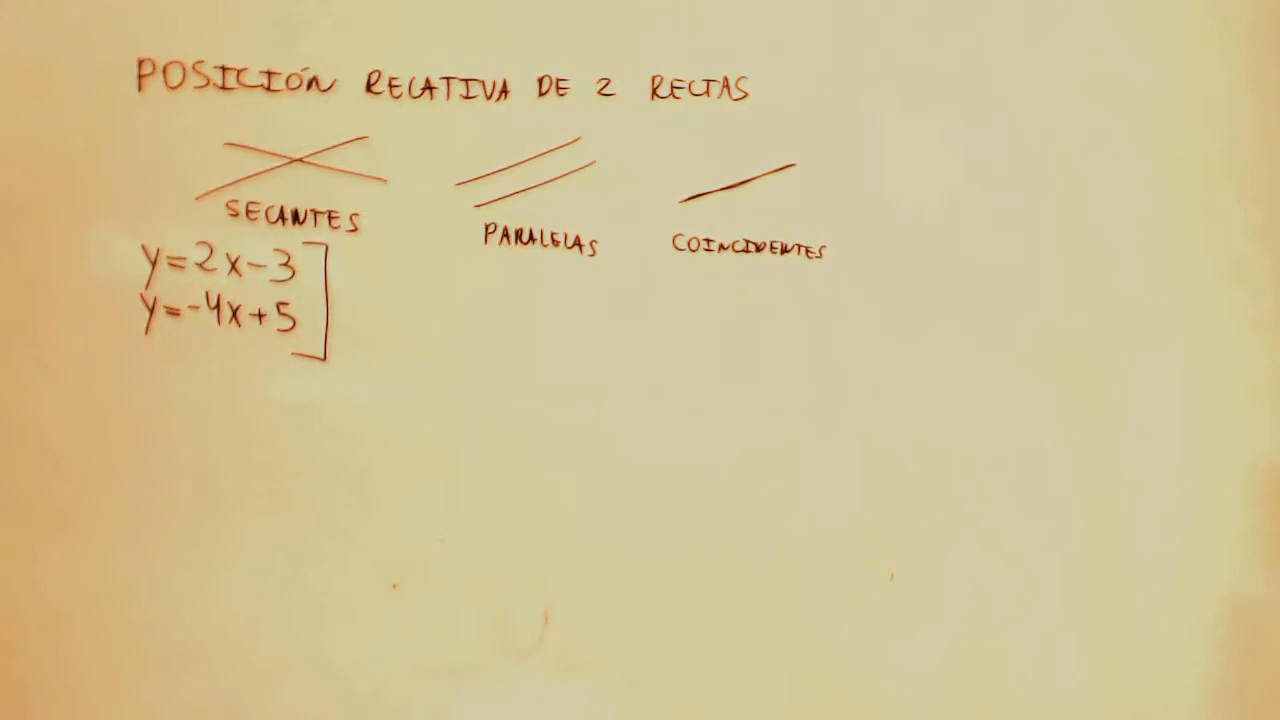 POSICIÓN RELATIVA DE 2 RECTAS
SECANTES
PARALELAS
COINCIDENTES
y=2x-3
y=-4x+5